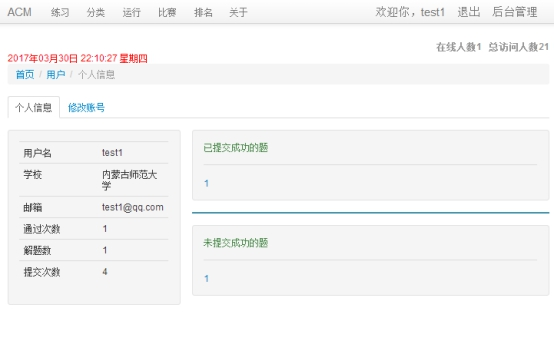 ACM 练习 分类 运行 比赛 排名 关于 欢迎你，test1 退出 后台管理
在线人数1 总访问人数21
2017年03月30日 22:10:27 星期四
首页 / 用户 / 个人信息
个人信息 修改账号
用户名 test1
学校 内蒙古师范大
学
邮箱 test1@qq.com
通过次数 1
解题数 1
提交次数 4
已提交成功的题
1
未提交成功的题
1